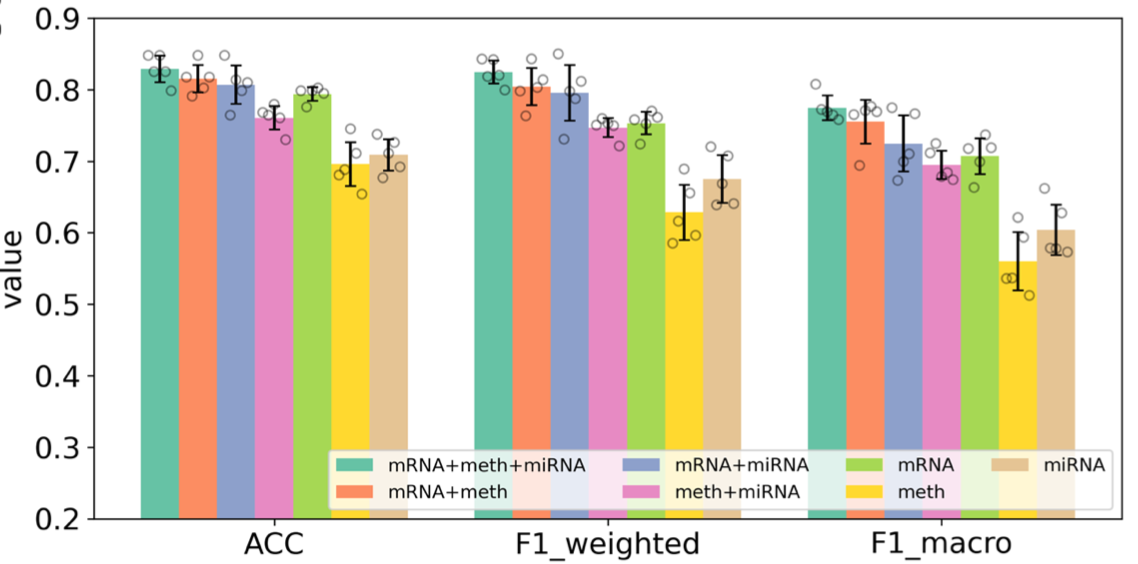 0.9
0.8
0.7
0.6
0.5
0.4
0.3
0.2
value
mRNA+meth+miRNA
mRNA+miRNA
mRNA
miRNA
mRNA+meth
meth+miRNA
meth
ACC
F1_weighted
F1_macro